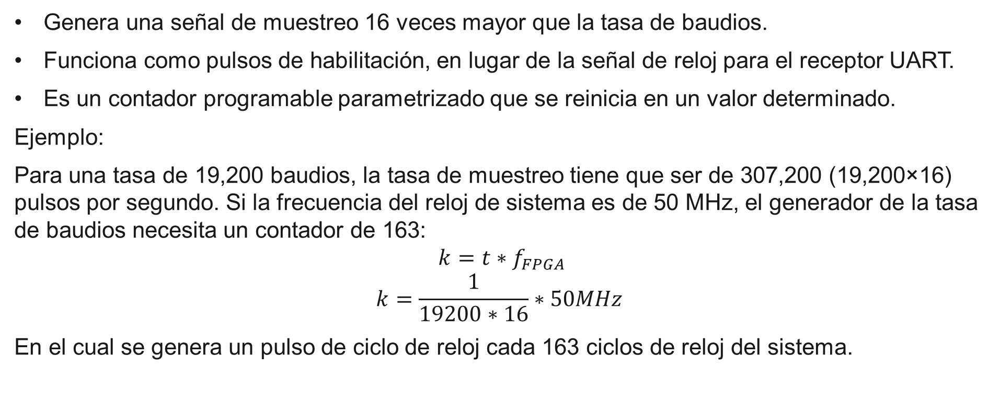 • Genera una señal de muestreo 16 veces mayor que la tasa de baudios.
• Funciona como pulsos de habilitación, en lugar de la señal de reloj para el receptor UART.
• Es un contador programable parametrizado que se reinicia en un valor determinado.
Ejemplo:
Para una tasa de 19,200 baudios, la tasa de muestreo tiene que ser de 307,200 (19,200×16)
pulsos por segundo. Si la frecuencia del reloj de sistema es de 50 MHz, el generador de la tasa
de baudios necesita un contador de 163:
k = t * f_FPGA
k = 1 / (19200 * 16) * 50MHz
En el cual se genera un pulso de ciclo de reloj cada 163 ciclos de reloj del sistema.